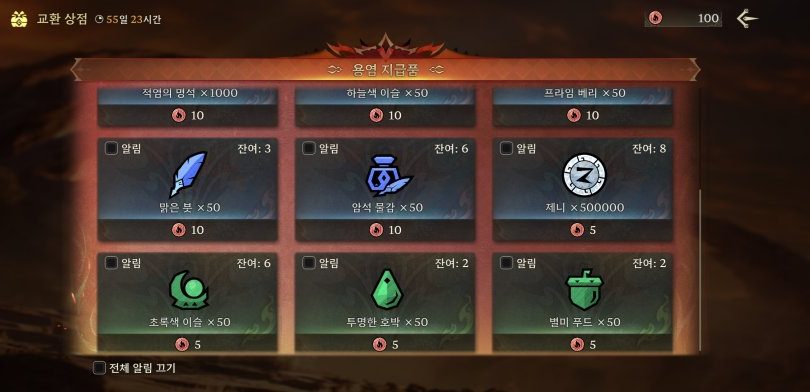 교환 상점 55일 23시간
100
용염 지급품
적염의 명석 ×1000
하늘색 이슬 ×50
프라임 베리 ×50
10
10
10
알림 잔여: 3
알림 잔여: 6
알림 잔여: 8
맑은 붓 ×50
암석 물감 ×50
제니 ×500000
10
10
5
알림 잔여: 6
알림 잔여: 2
알림 잔여: 2
초록색 이슬 ×50
투명한 호박 ×50
별미 푸드 ×50
5
5
5
전체 알림 끄기